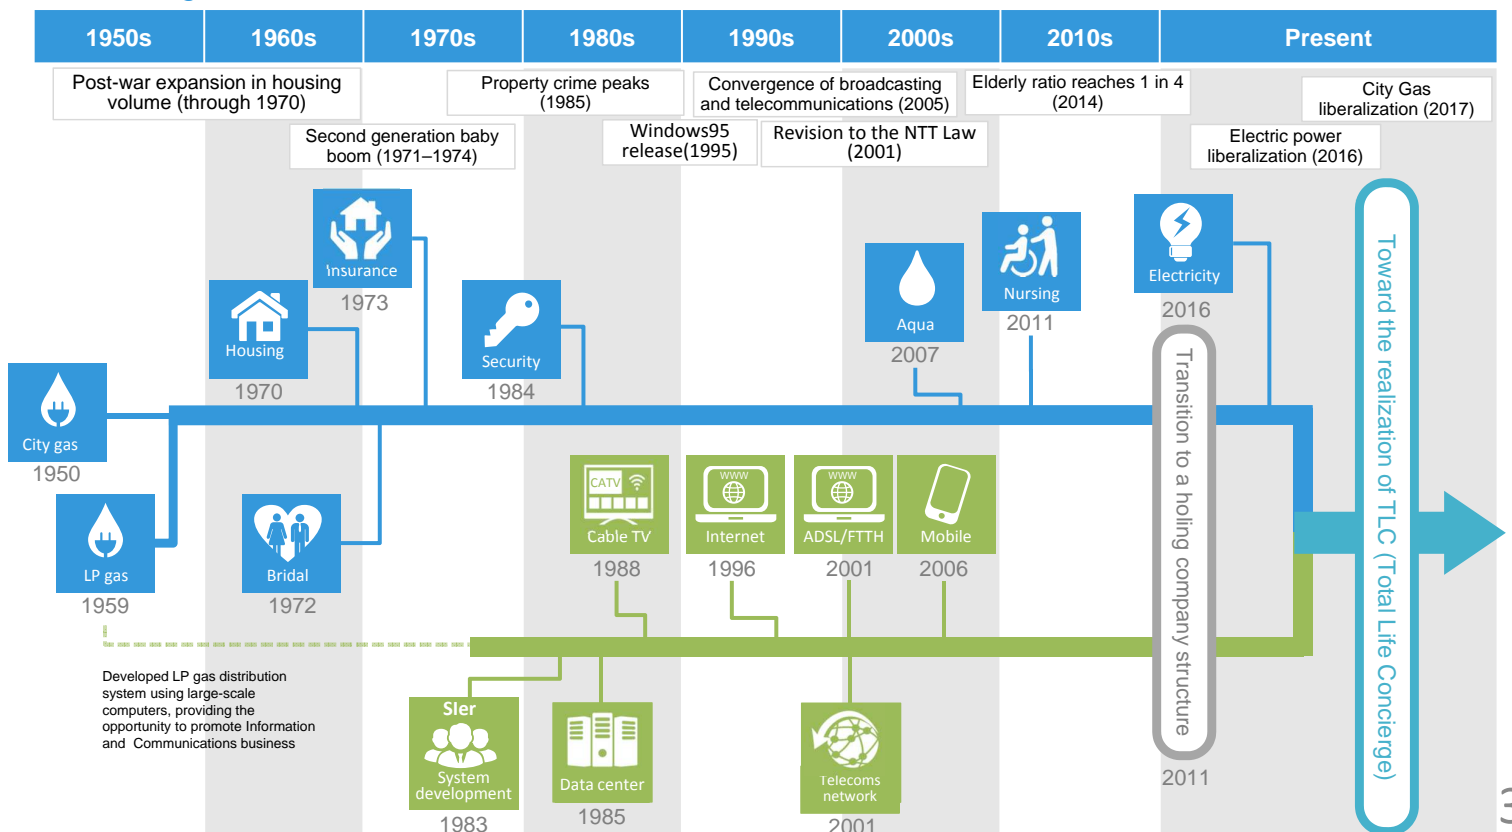 1950s
1960s
1970s
1980s
1990s
2000s
2010s
Present
Post-war expansion in housing
volume (through 1970)
Second generation baby
boom (1971–1974)
Property crime peaks
(1985)
Windows95
release(1995)
Convergence of broadcasting
and telecommunications (2005)
Revision to the NTT Law
(2001)
Elderly ratio reaches 1 in 4
(2014)
Electric power
liberalization (2016)
City Gas
liberalization (2017)
City gas
1950
LP gas
1959
Housing
1970
Insurance
1973
Bridal
1972
Security
1984
Aqua
2007
Nursing
2011
Electricity
2016
CATV
Cable TV
1988
WWW
Internet
1996
WWW
ADSL/FTTH
2001
Mobile
2006
Developed LP gas distribution
system using large-scale
computers, providing the
opportunity to promote Information
and Communications business
SIer
System
development
1983
Data center
1985
Telecoms
network
2001
Transition to a holing company structure
2011
Toward the realization of TLC (Total Life Concierge)
3